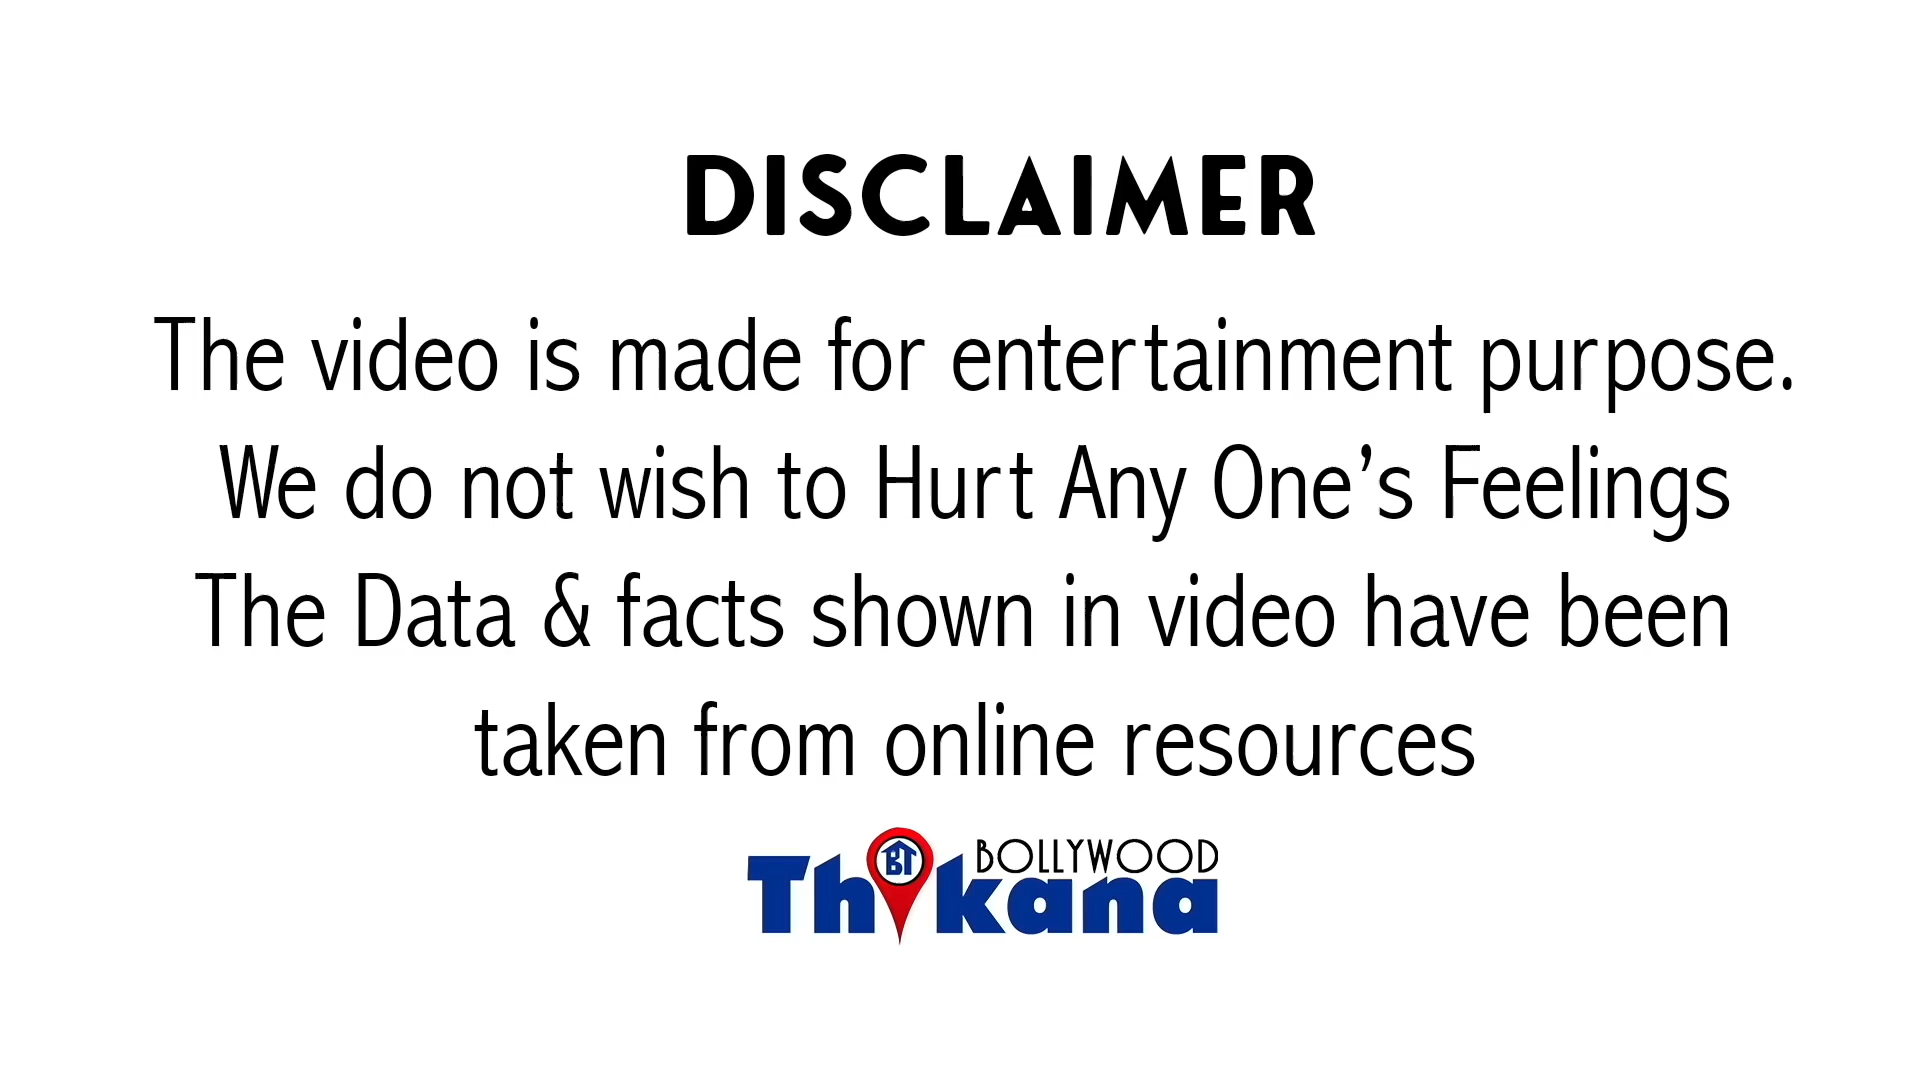 DISCLAIMER
The video is made for entertainment purpose.
We do not wish to Hurt Any One’s Feelings
The Data & facts shown in video have been
taken from online resources
BT
BOLLYWOOD
Thikana